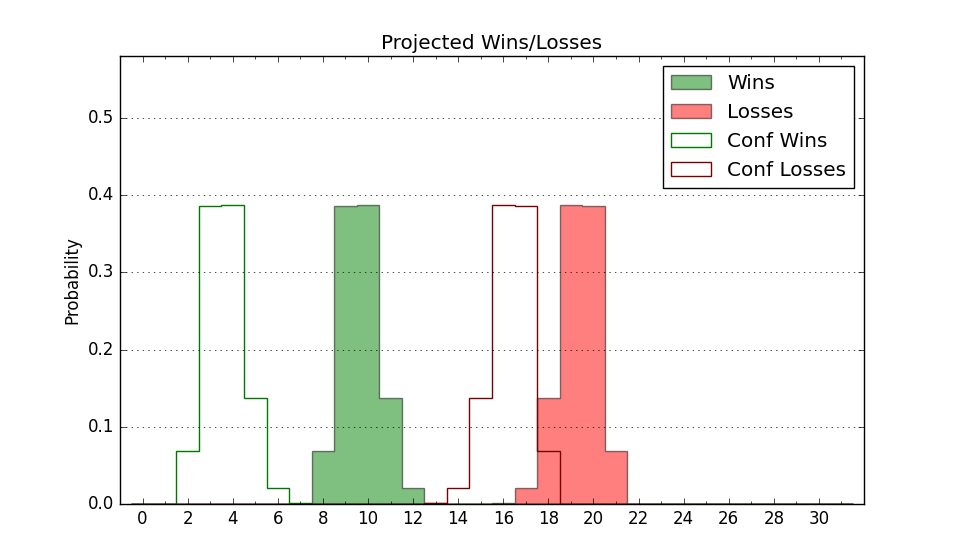 Projected Wins/Losses
Wins
Losses
Conf Wins
Conf Losses
Probability
0.5
0.4
0.3
0.2
0.1
0.0
0 2 4 6 8 10 12 14 16 18 20 22 24 26 28 30